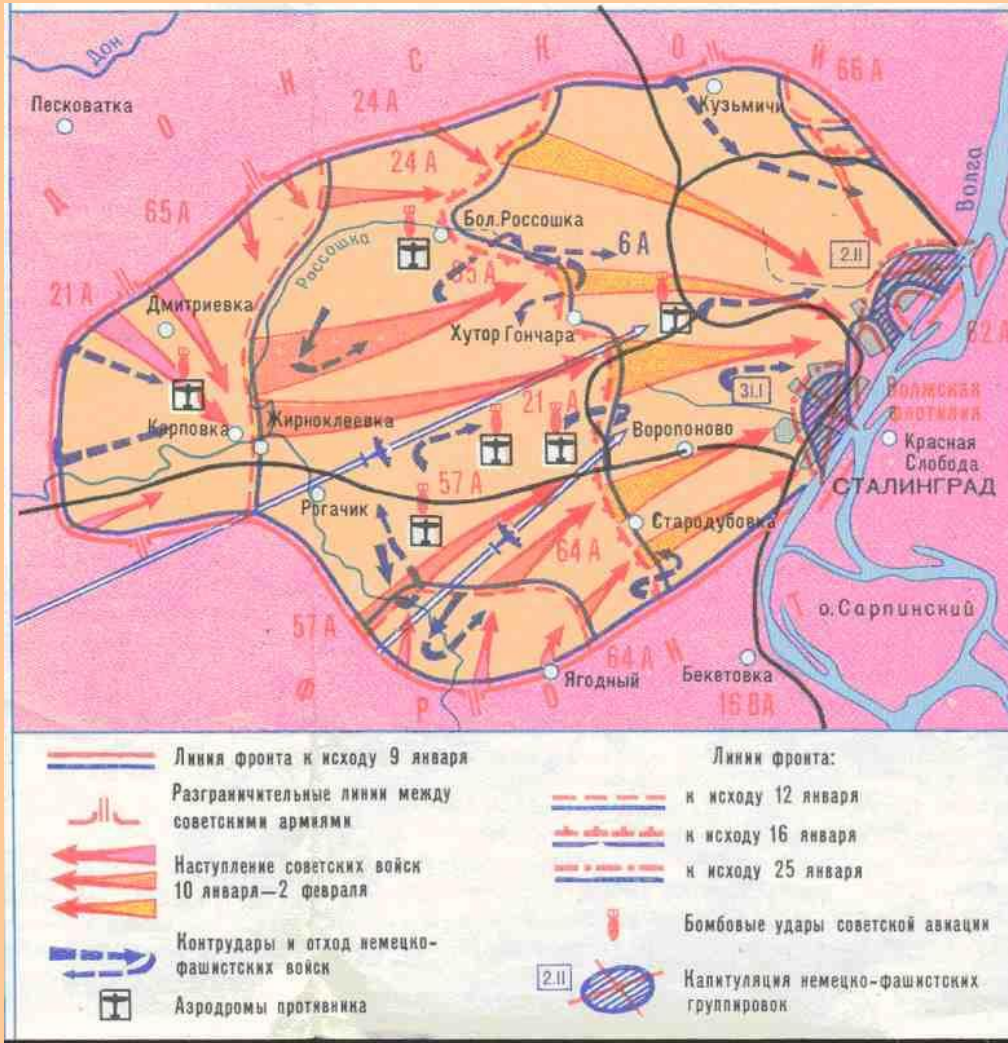 ДОНСКОЙ
Дон
Песковатка
24 А
66 А
Кузьмичи
Волга
65 А
24 А
Бол. Россошка
Россошка
6 А
2.II
21 А
Дмитриевка
65 А
Хутор Гончара
62 А
31.I
Волжская
флотилия
Карповка
Жирноклеевка
21 А
Воропоново
Красная
Слобода
СТАЛИНГРАД
57 А
Рогачик
64 А
Стародубовка
о. Сарпинский
57 А
64 А
Ягодный
Бекетовка
16 ВА
ФРОНТ
Линия фронта к исходу 9 января
Разграничительные линии между
советскими армиями
Наступление советских войск
10 января—2 февраля
Контрудары и отход немецко-
фашистских войск
Аэродромы противника
Линии фронта:
к исходу 12 января
к исходу 16 января
к исходу 25 января
Бомбовые удары советской авиации
2.II
Капитуляция немецко-фашистских
группировок